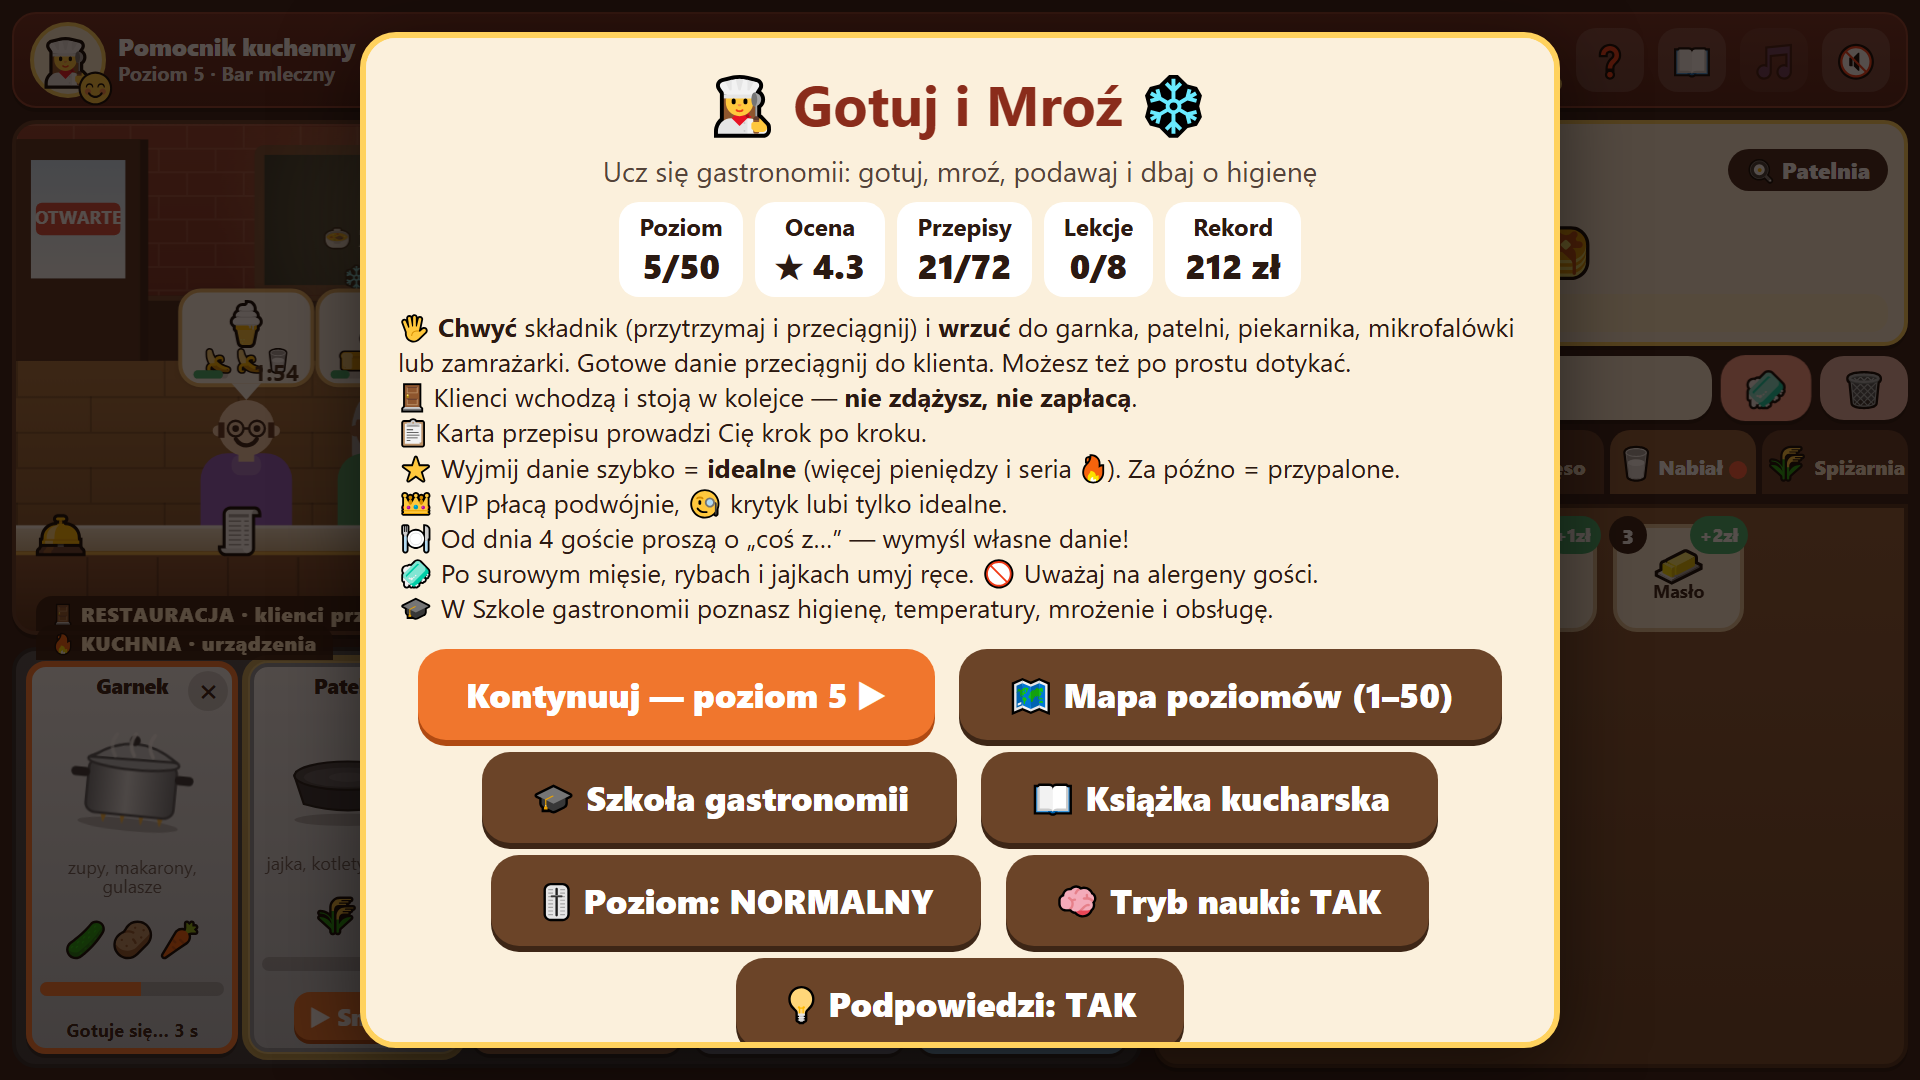 Pomocnik kuchenny
Poziom 5 · Bar mleczny
OTWARTE
1:54
RESTAURACJA · klienci
KUCHNIA · urządzenia
Garnek
zupy, makarony,
gulasze
Gotuje się... 3 s
jajka,
Gotuj i Mroź
Ucz się gastronomii: gotuj, mroź, podawaj i dbaj o higienę
Poziom
5/50
Ocena
★ 4.3
Przepisy
21/72
Lekcje
0/8
Rekord
212 zł
Chwyć składnik (przytrzymaj i przeciągnij) i wrzuć do garnka, patelni, piekarnika, mikrofalówki
lub zamrażarki. Gotowe danie przeciągnij do klienta. Możesz też po prostu dotykać.
Klienci wchodzą i stoją w kolejce — nie zdążysz, nie zapłacą.
Karta przepisu prowadzi Cię krok po kroku.
Wyjmij danie szybko = idealne (więcej pieniędzy i seria 🔥). Za późno = przypalone.
VIP płacą podwójnie, 🧐 krytyk lubi tylko idealne.
Od dnia 4 goście proszą o „coś z...” — wymyśl własne danie!
Po surowym mięsie, rybach i jajkach umyj ręce. 🚫 Uważaj na alergeny gości.
W Szkole gastronomii poznasz higienę, temperatury, mrożenie i obsługę.
Kontynuuj — poziom 5 ▶
Mapa poziomów (1–50)
Szkoła gastronomii
Książka kucharska
Poziom: NORMALNY
Tryb nauki: TAK
Podpowiedzi: TAK
Patelnia
Nabiał
Spiżarnia
+1zł
3
+2zł
Masło